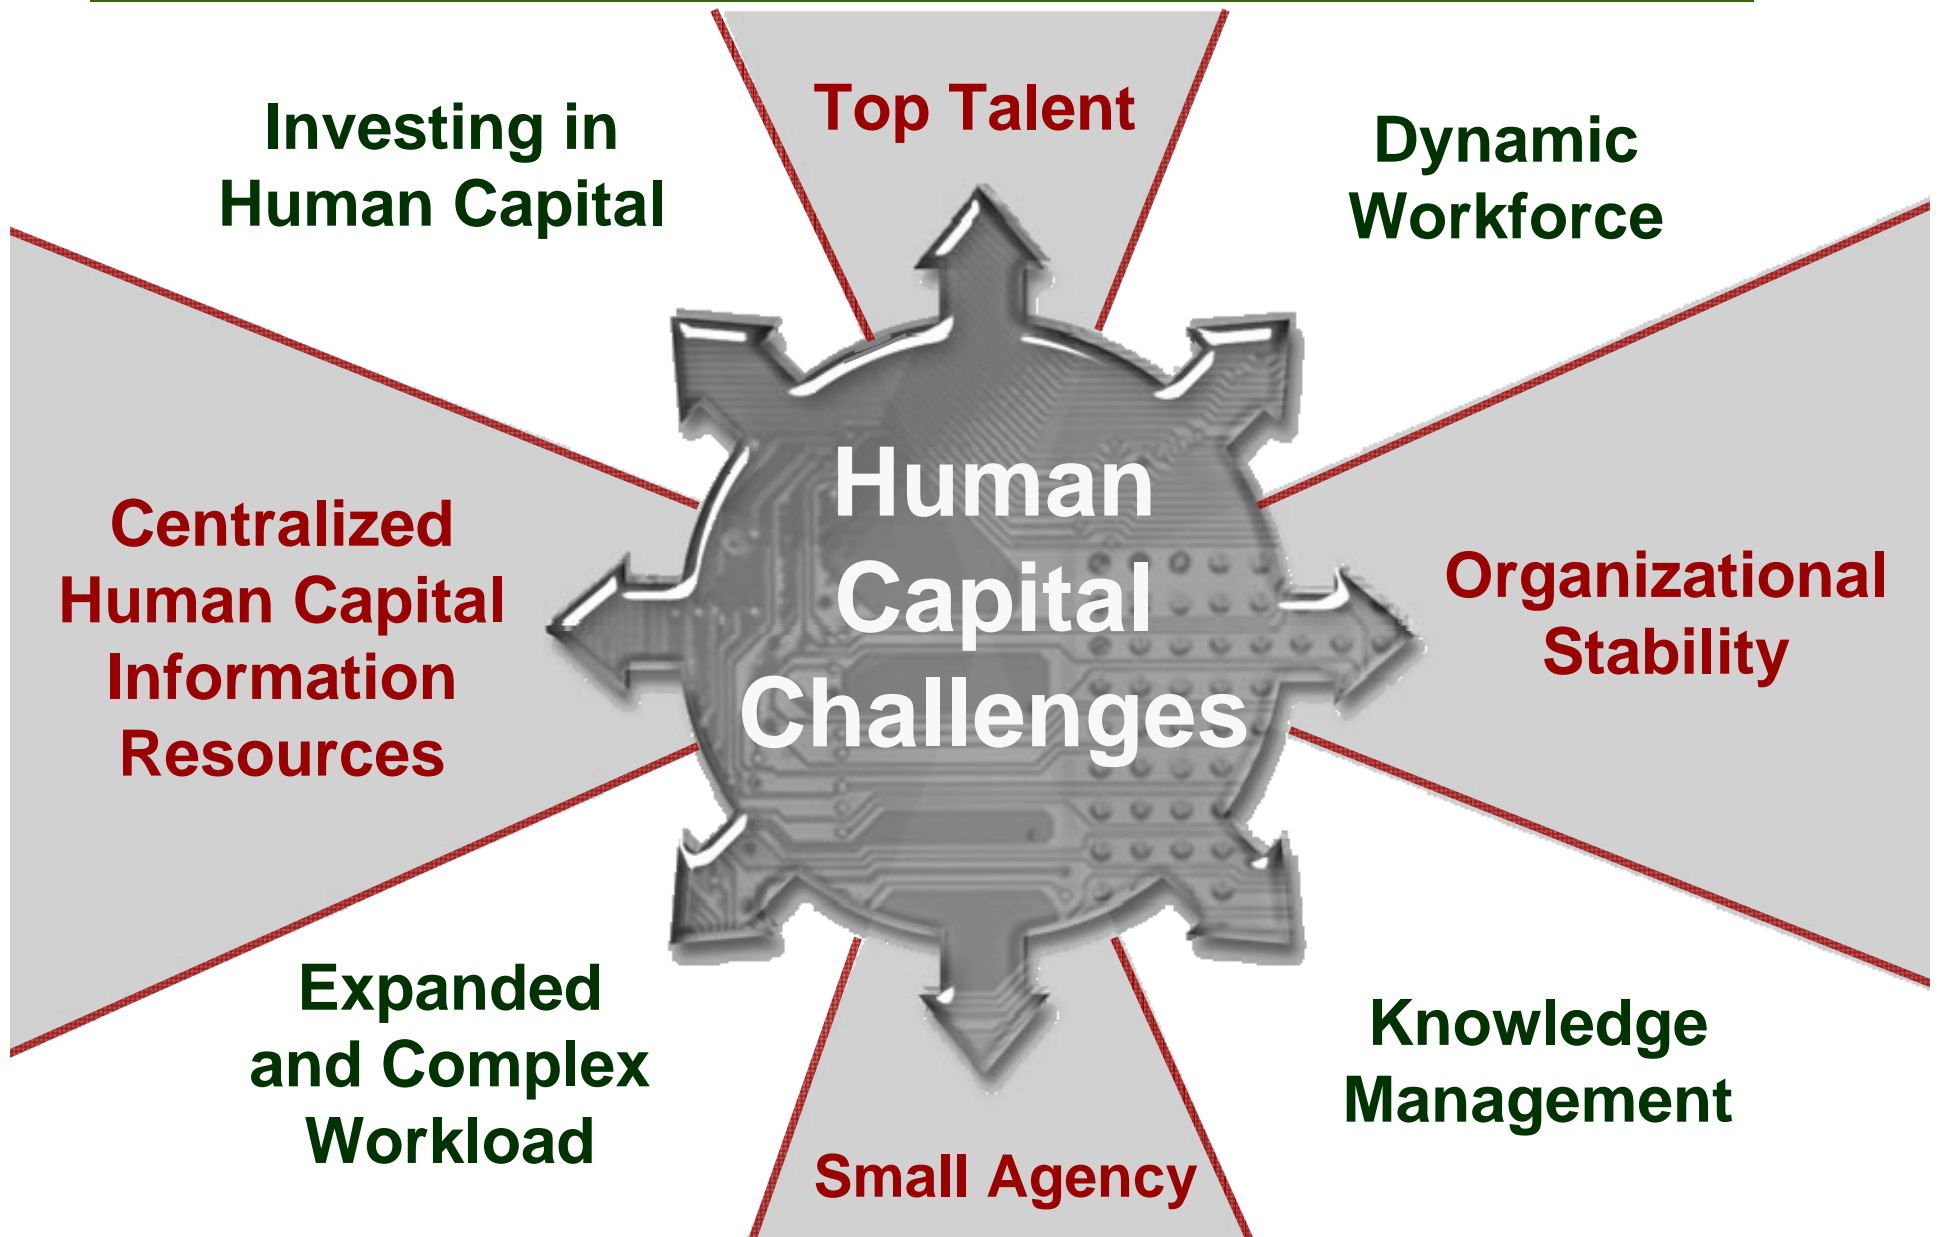 Top Talent
Investing in
Human Capital
Dynamic
Workforce
Human
Capital
Challenges
Centralized
Human Capital
Information
Resources
Organizational
Stability
Expanded
and Complex
Workload
Knowledge
Management
Small Agency